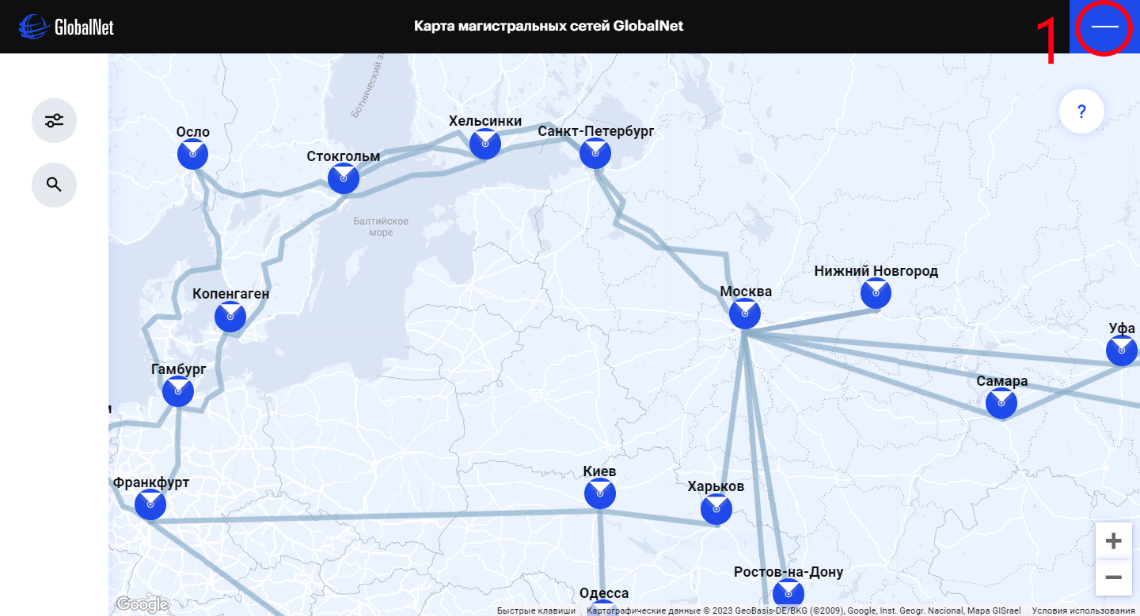 GlobalNet
Карта магистральных сетей GlobalNet
1
?
Ботнический з
Хельсинки
Осло
Санкт-Петербург
Стокгольм
Балтийское
море
Нижний Новгород
Москва
Копенгаген
Уфа
Гамбург
Самара
м
Киев
Франкфурт
Харьков
Ростов-на-Дону
Одесса
Google
Быстрые клавиши
Картографические данные © 2023 GeoBasis-DE/BKG (©2009), Google, Inst. Geogr. Nacional, Mapa GISrael
Условия использования